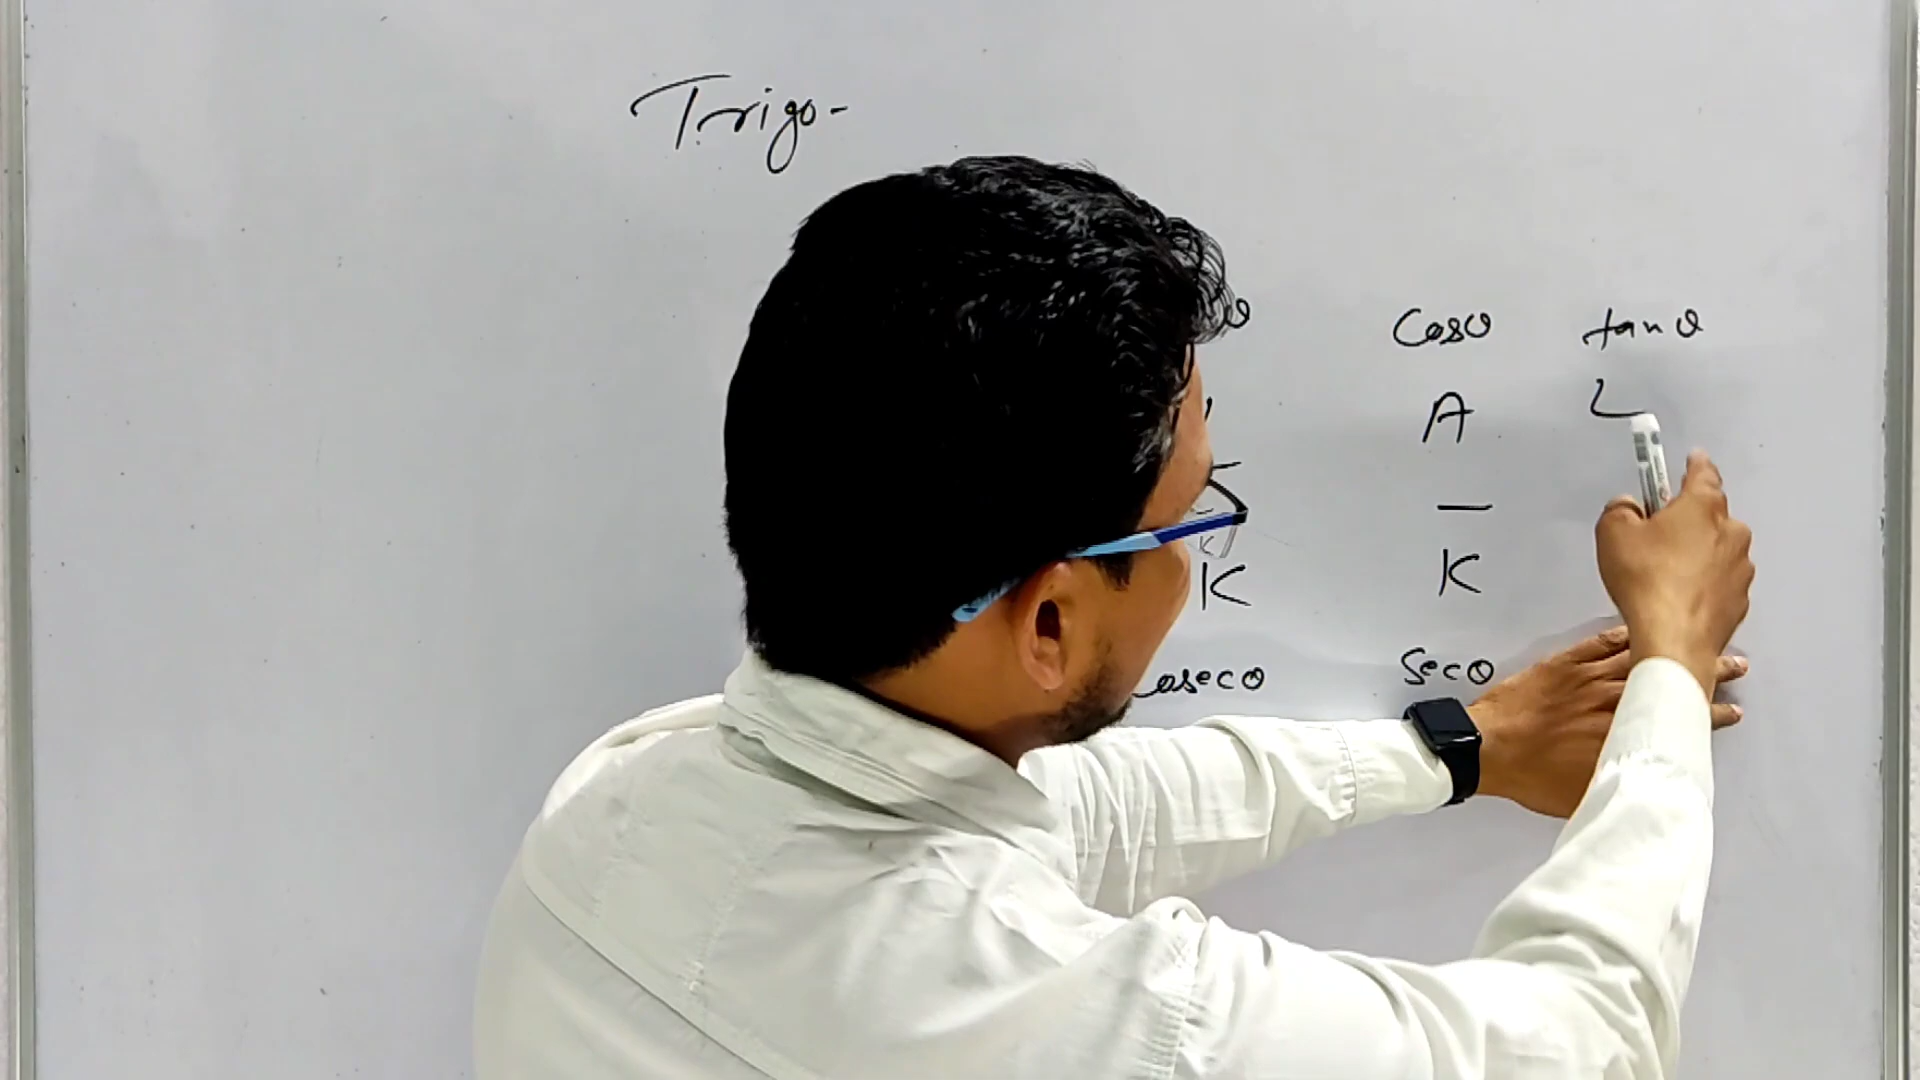 Trigo-
Cosθ tanθ
A L
—
K K
cosecθ Secθ